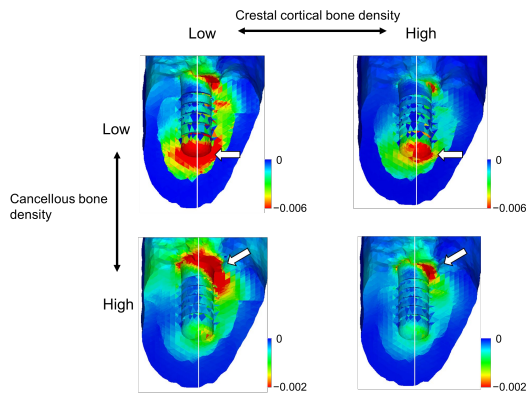 Crestal cortical bone density
Low
High
Low
0
−0.006
0
−0.006
Cancellous bone
density
High
0
−0.002
0
−0.002